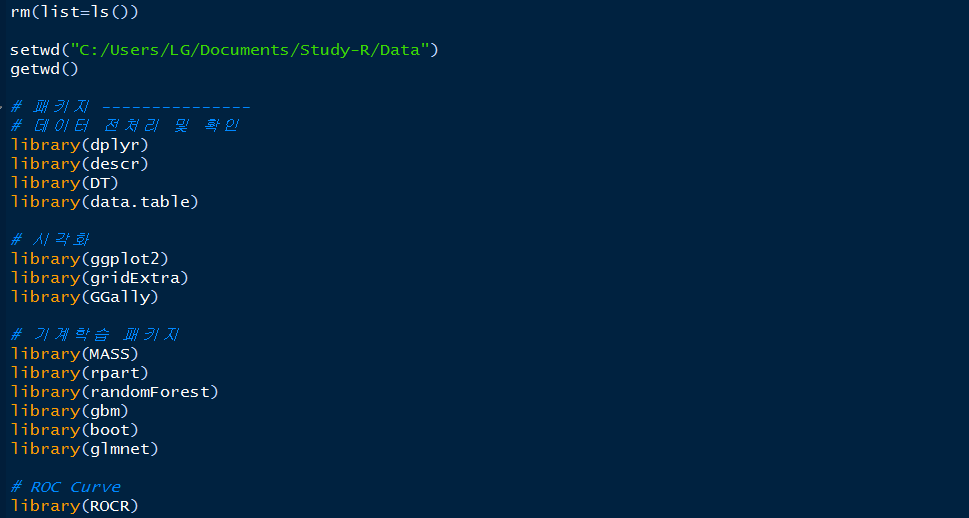 rm(list=ls())
setwd("C:/Users/LG/Documents/Study-R/Data")
getwd()
# 패키지 ---------------
# 데이터 전처리 및 확인
library(dplyr)
library(descr)
library(DT)
library(data.table)
# 시각화
library(ggplot2)
library(gridExtra)
library(GGally)
# 기계학습 패키지
library(MASS)
library(rpart)
library(randomForest)
library(gbm)
library(boot)
library(glmnet)
# ROC Curve
library(ROCR)